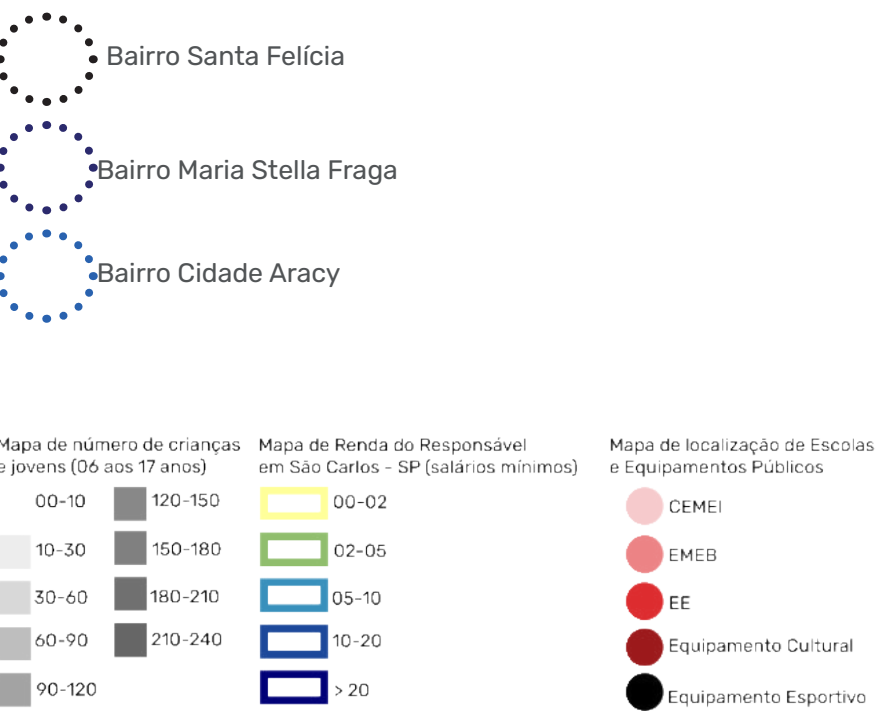 Bairro Santa Felícia
Bairro Maria Stella Fraga
Bairro Cidade Aracy
Mapa de número de crianças
e jovens (06 aos 17 anos)
00-10
10-30
30-60
60-90
90-120
120-150
150-180
180-210
210-240
Mapa de Renda do Responsável
em São Carlos - SP (salários mínimos)
00-02
02-05
05-10
10-20
> 20
Mapa de localização de Escolas
e Equipamentos Públicos
CEMEI
EMEB
EE
Equipamento Cultural
Equipamento Esportivo